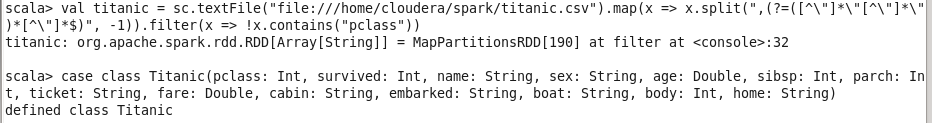 scala> val titanic = sc.textFile("file:///home/cloudera/spark/titanic.csv").map(x => x.split(",(?=([^\"]*\"[^\"]*\"
)*[^\"]*$)", -1)).filter(x => !x.contains("pclass"))
titanic: org.apache.spark.rdd.RDD[Array[String]] = MapPartitionsRDD[190] at filter at <console>:32
scala> case class Titanic(pclass: Int, survived: Int, name: String, sex: String, age: Double, sibsp: Int, parch: In
t, ticket: String, fare: Double, cabin: String, embarked: String, boat: String, body: Int, home: String)
defined class Titanic